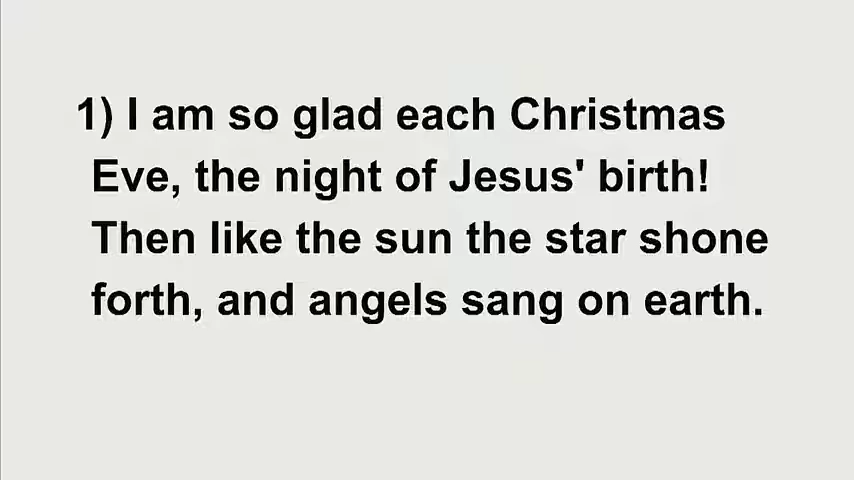 1) I am so glad each Christmas
Eve, the night of Jesus' birth!
Then like the sun the star shone
forth, and angels sang on earth.